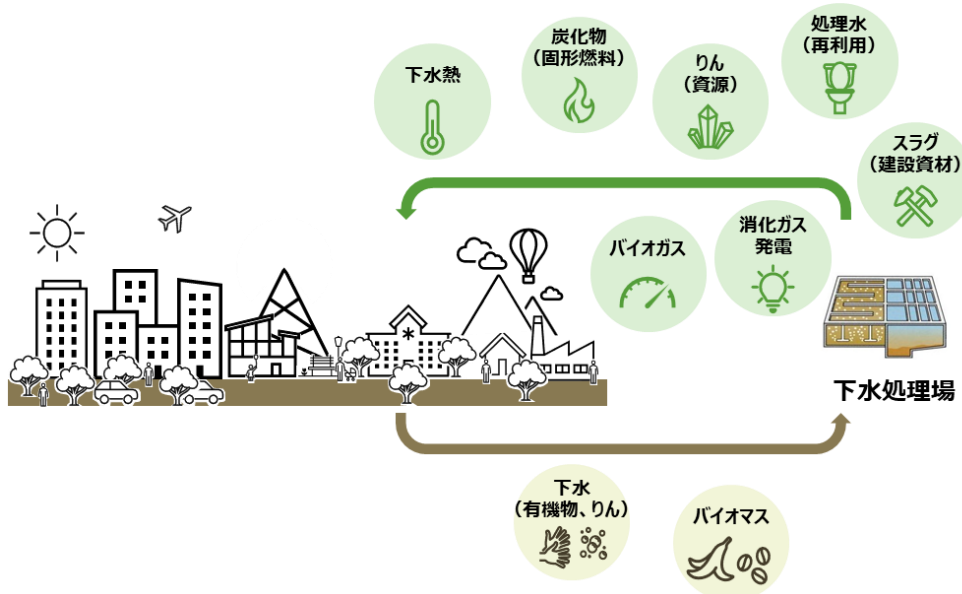 下水熱
炭化物
(固形燃料)
りん
(資源)
処理水
(再利用)
スラグ
(建設資材)
バイオガス
消化ガス
発電
下水処理場
下水
(有機物、りん)
バイオマス